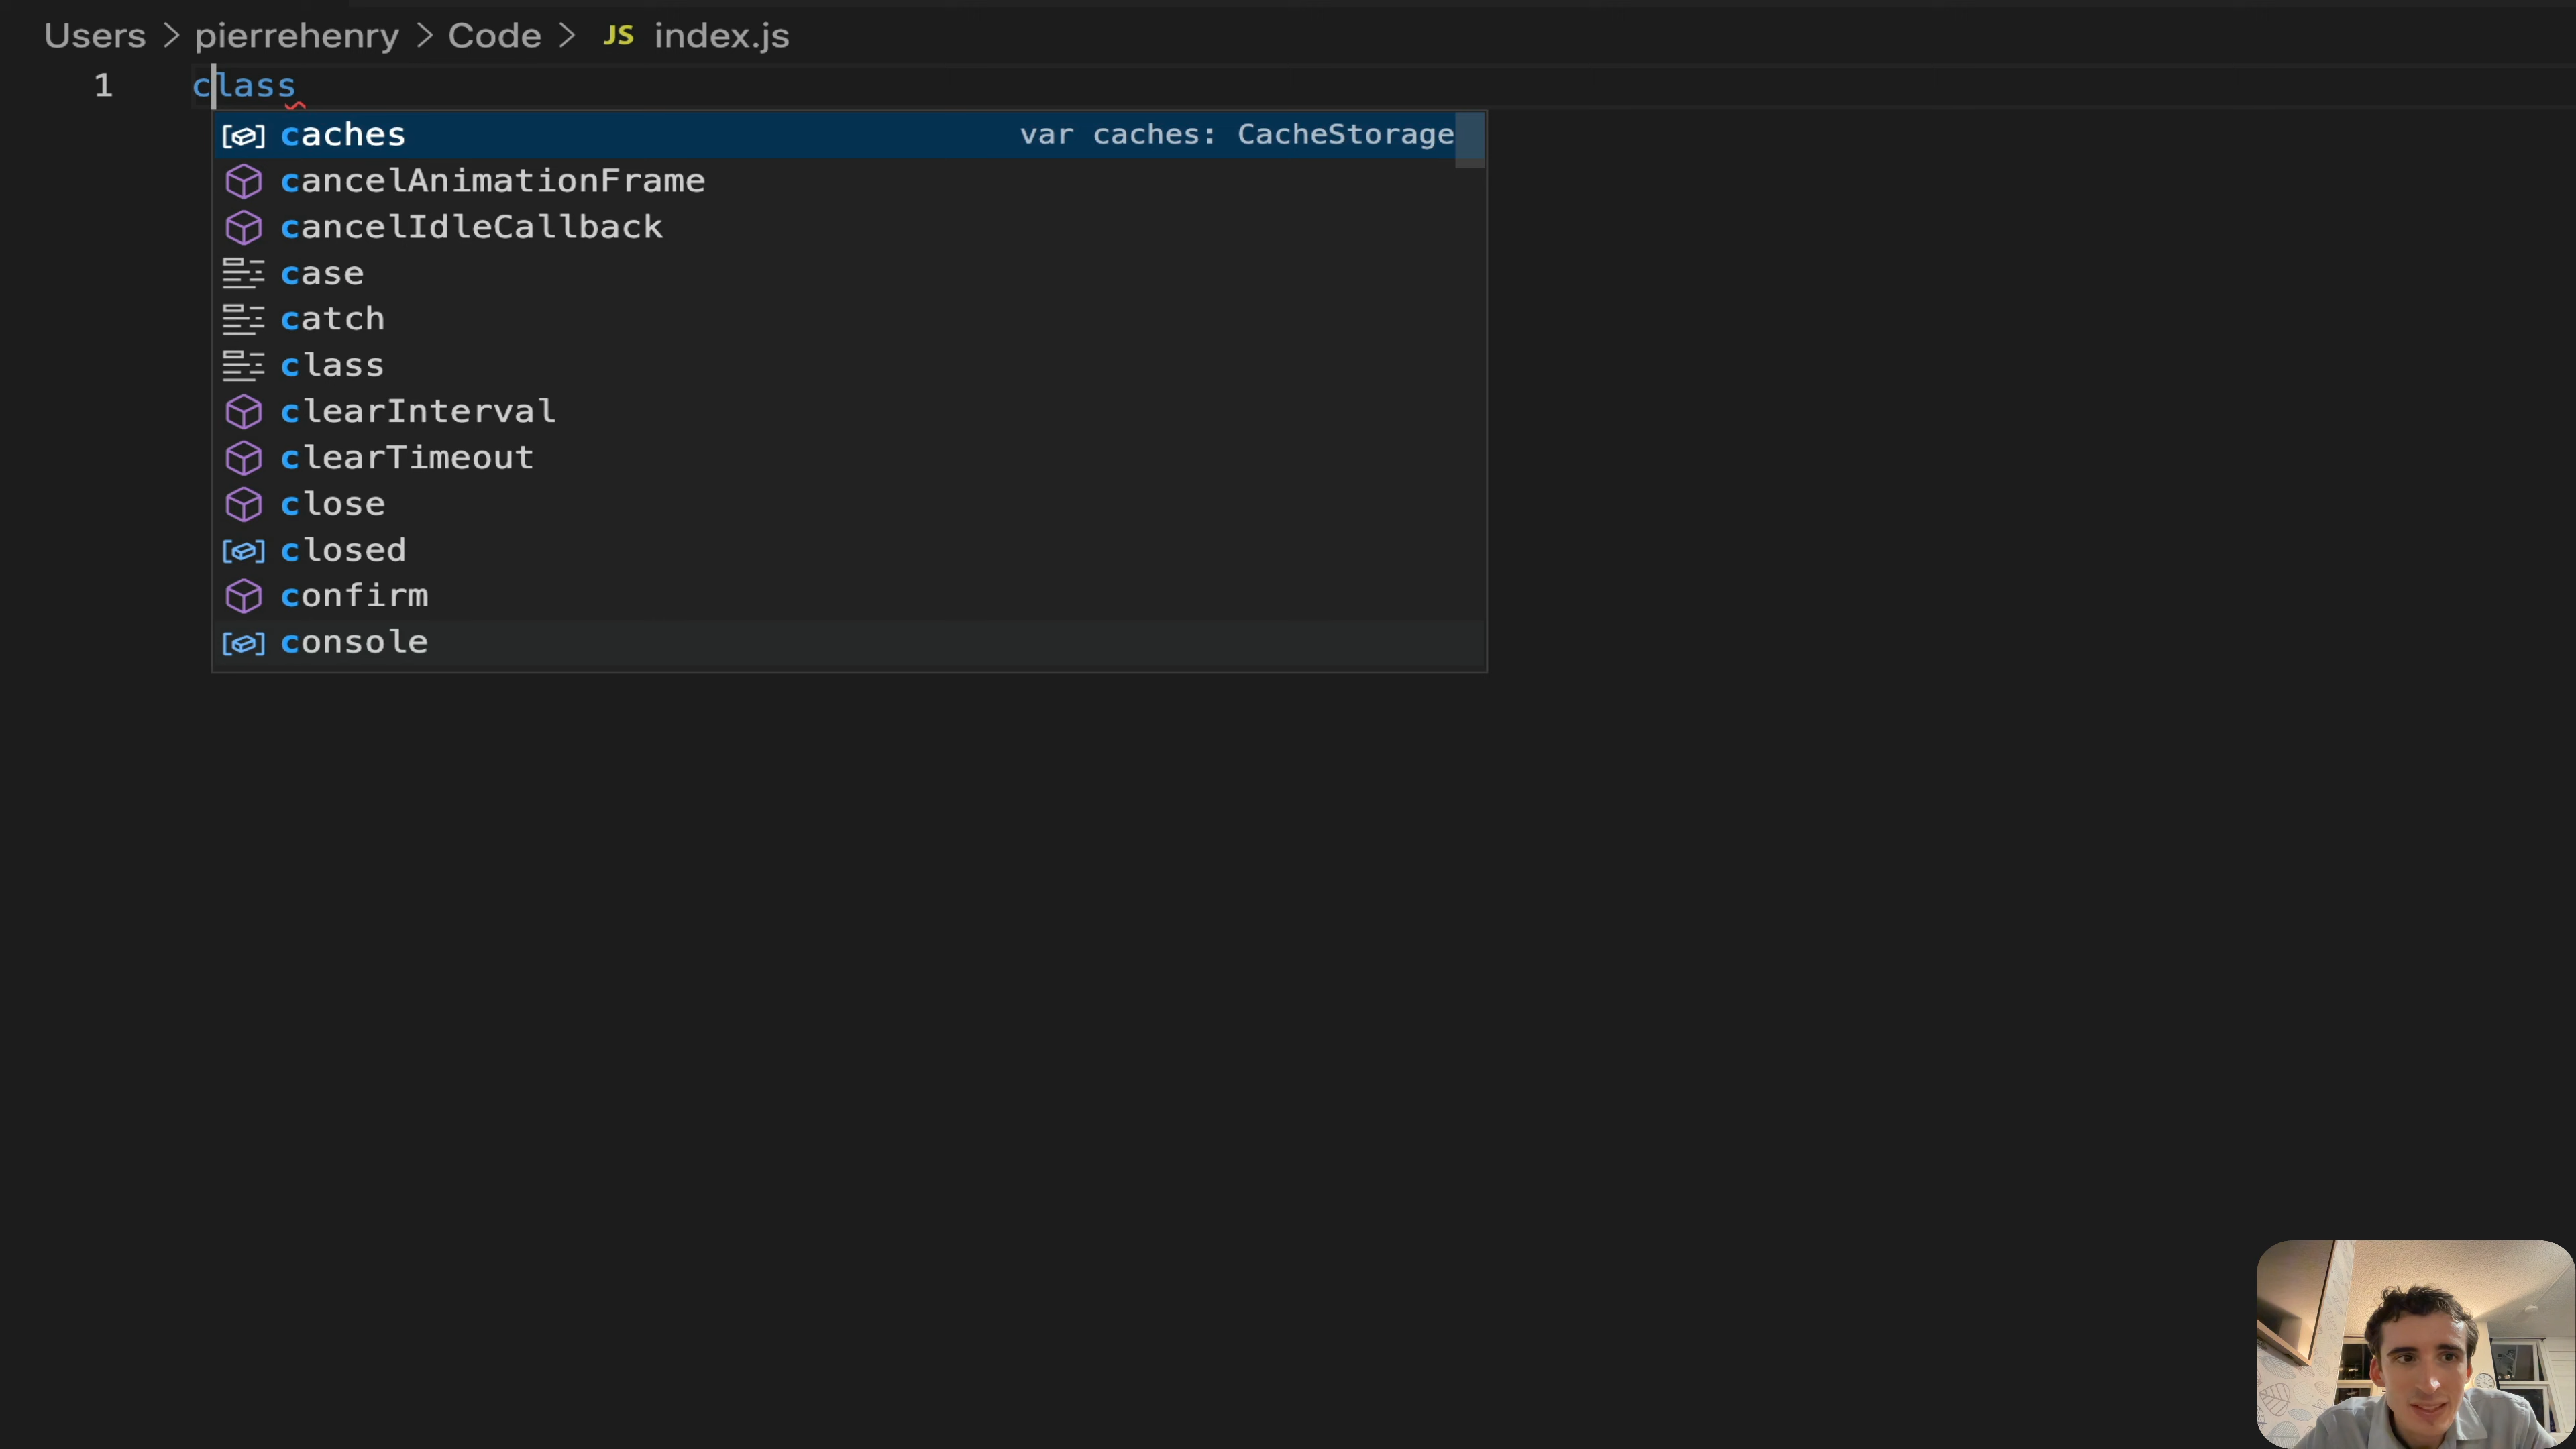 Users > pierrehenry > Code > JS index.js
1 class
caches var caches: CacheStorage
cancelAnimationFrame
cancelIdleCallback
case
catch
class
clearInterval
clearTimeout
close
closed
confirm
console